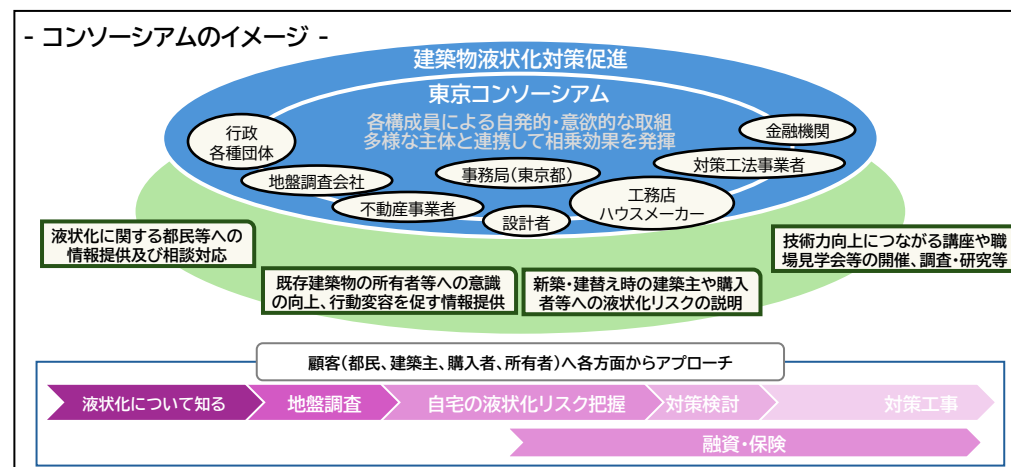 - コンソーシアムのイメージ -
建築物液状化対策促進
東京コンソーシアム
各構成員による自発的・意欲的な取組
多様な主体と連携して相乗効果を発揮
行政
各種団体
金融機関
地盤調査会社
事務局(東京都)
対策工法事業者
不動産事業者
設計者
工務店
ハウスメーカー
液状化に関する都民等への
情報提供及び相談対応
既存建築物の所有者等への意識
の向上、行動変容を促す情報提供
新築・建替え時の建築主や購入
者等への液状化リスクの説明
技術力向上につながる講座や職
場見学会等の開催、調査・研究等
顧客(都民、建築主、購入者、所有者)へ各方面からアプローチ
液状化について知る
地盤調査
自宅の液状化リスク把握
対策検討
対策工事
融資・保険